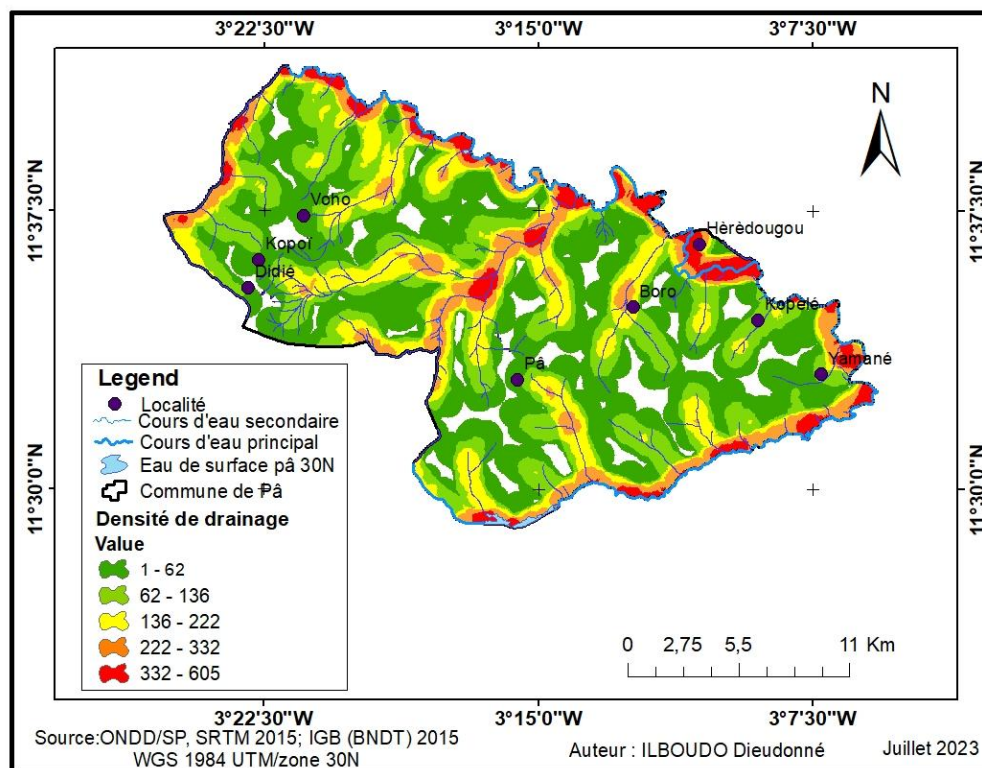 3°22'30"W 3°15'0"W 3°7'30"W
N
11°37'30"N 11°37'30"N
Voho
Hèrèdougou
Kopoï
Didié
Boro
Kopelé
Yamané
Pâ
Legend
Localité
Cours d'eau secondaire
Cours d'eau principal
Eau de surface pâ 30N
Commune de Pâ
Densité de drainage
Value
1 - 62
62 - 136
136 - 222
222 - 332
332 - 605
11°30'0"N 11°30'0"N
0 2,75 5,5 11 Km
3°22'30"W 3°15'0"W 3°7'30"W
Source:ONDD/SP, SRTM 2015; IGB (BNDT) 2015
WGS 1984 UTM/zone 30N
Auteur : ILBOUDO Dieudonné
Juillet 2023